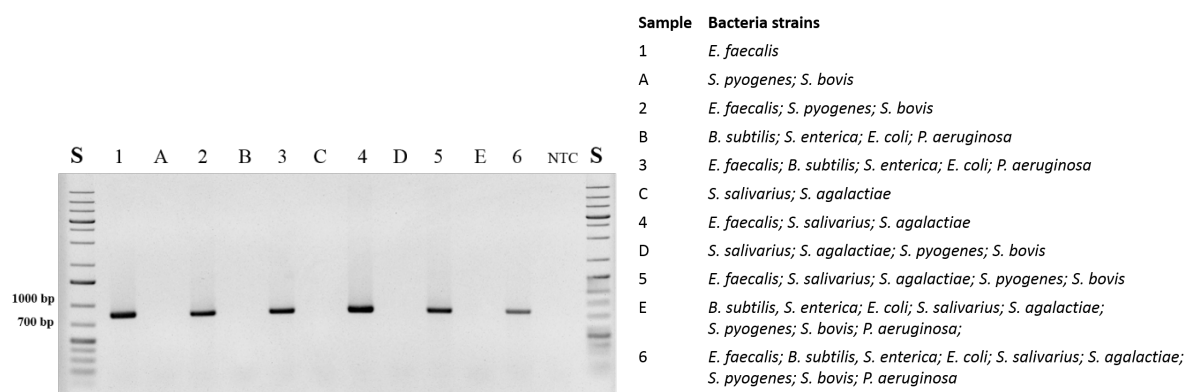 S 1 A 2 B 3 C 4 D 5 E 6 NTC S
1000 bp
700 bp
Sample Bacteria strains
1 E. faecalis
A S. pyogenes; S. bovis
2 E. faecalis; S. pyogenes; S. bovis
B B. subtilis; S. enterica; E. coli; P. aeruginosa
3 E. faecalis; B. subtilis; S. enterica; E. coli; P. aeruginosa
C S. salivarius; S. agalactiae
4 E. faecalis; S. salivarius; S. agalactiae
D S. salivarius; S. agalactiae; S. pyogenes; S. bovis
5 E. faecalis; S. salivarius; S. agalactiae; S. pyogenes; S. bovis
E B. subtilis, S. enterica; E. coli; S. salivarius; S. agalactiae;
S. pyogenes; S. bovis; P. aeruginosa;
6 E. faecalis; B. subtilis, S. enterica; E. coli; S. salivarius; S. agalactiae;
S. pyogenes; S. bovis; P. aeruginosa